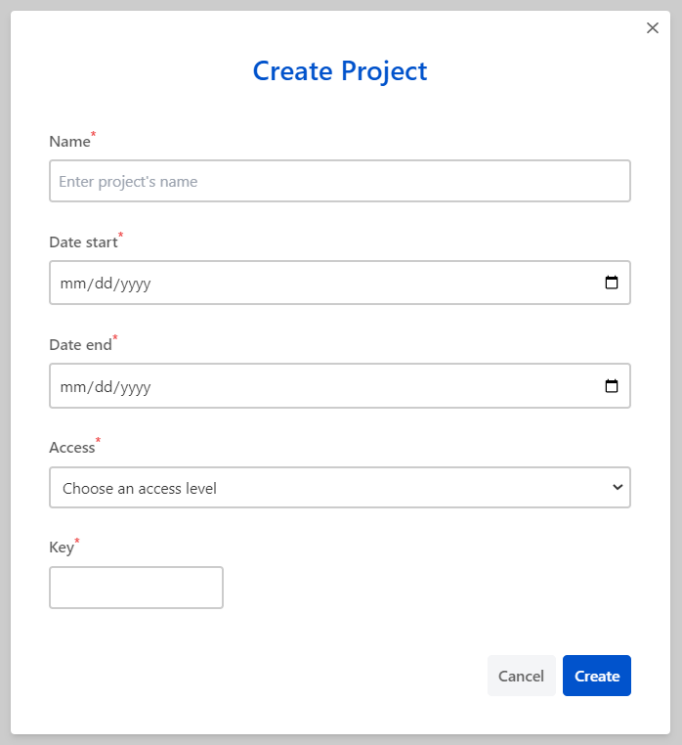 Create Project
Name*
Enter project's name
Date start*
mm/dd/yyyy
Date end*
mm/dd/yyyy
Access*
Choose an access level
Key*
Cancel Create